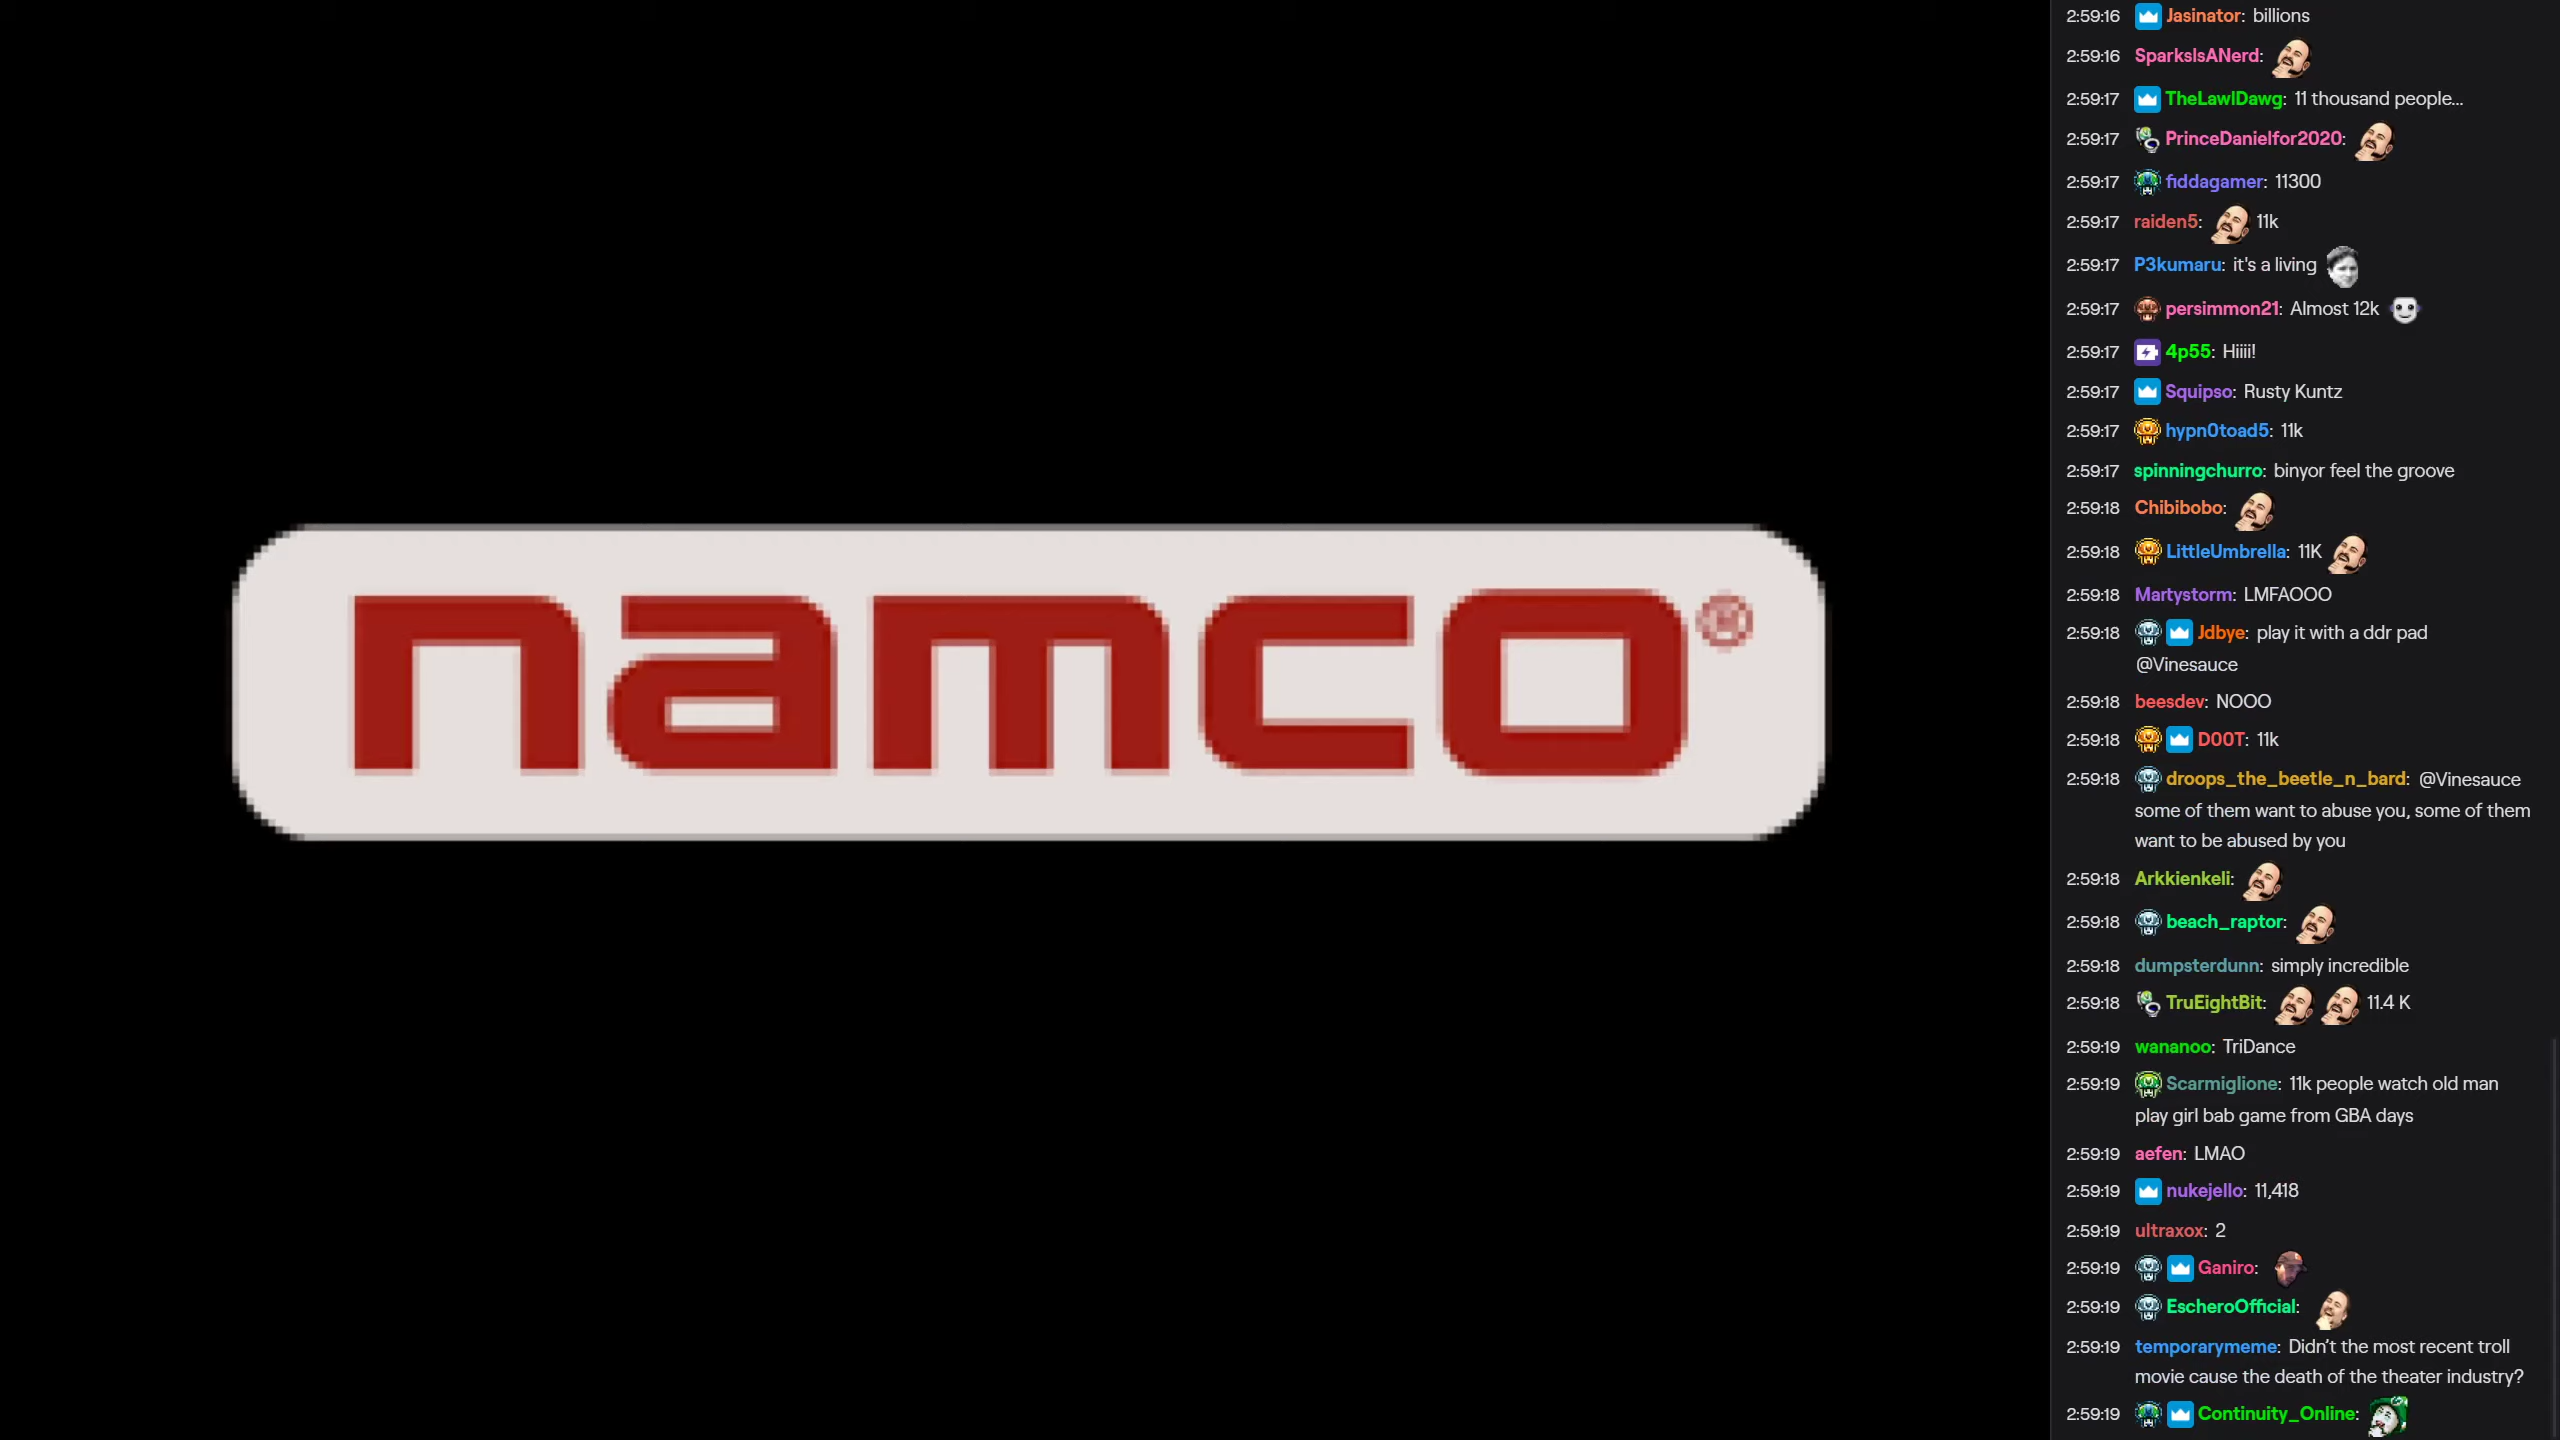 namco®
2:59:16 Jasinator: billions
2:59:16 SparksIsANerd:
2:59:17 TheLawlDawg: 11 thousand people...
2:59:17 PrinceDanielfor2020:
2:59:17 fiddagamer: 11300
2:59:17 raiden5: 11k
2:59:17 P3kumaru: it's a living
2:59:17 persimmon21: Almost 12k
2:59:17 4p55: Hiiii!
2:59:17 Squipso: Rusty Kuntz
2:59:17 hypn0toad5: 11k
2:59:17 spinningchurro: binyor feel the groove
2:59:18 Chibibobo:
2:59:18 LittleUmbrella: 11K
2:59:18 Martystorm: LMFAOOO
2:59:18 Jdbye: play it with a ddr pad
@Vinesauce
2:59:18 beesdev: NOOO
2:59:18 D00T: 11k
2:59:18 droops_the_beetle_n_bard: @Vinesauce
some of them want to abuse you, some of them
want to be abused by you
2:59:18 Arkkienkeli:
2:59:18 beach_raptor:
2:59:18 dumpsterdunn: simply incredible
2:59:18 TruEightBit: 11.4 K
2:59:19 wananoo: TriDance
2:59:19 Scarmiglione: 11k people watch old man
play girl bab game from GBA days
2:59:19 aefen: LMAO
2:59:19 nukejello: 11,418
2:59:19 ultraxox: 2
2:59:19 Ganiro:
2:59:19 EscheroOfficial:
2:59:19 temporarymeme: Didn't the most recent troll
movie cause the death of the theater industry?
2:59:19 Continuity_Online: